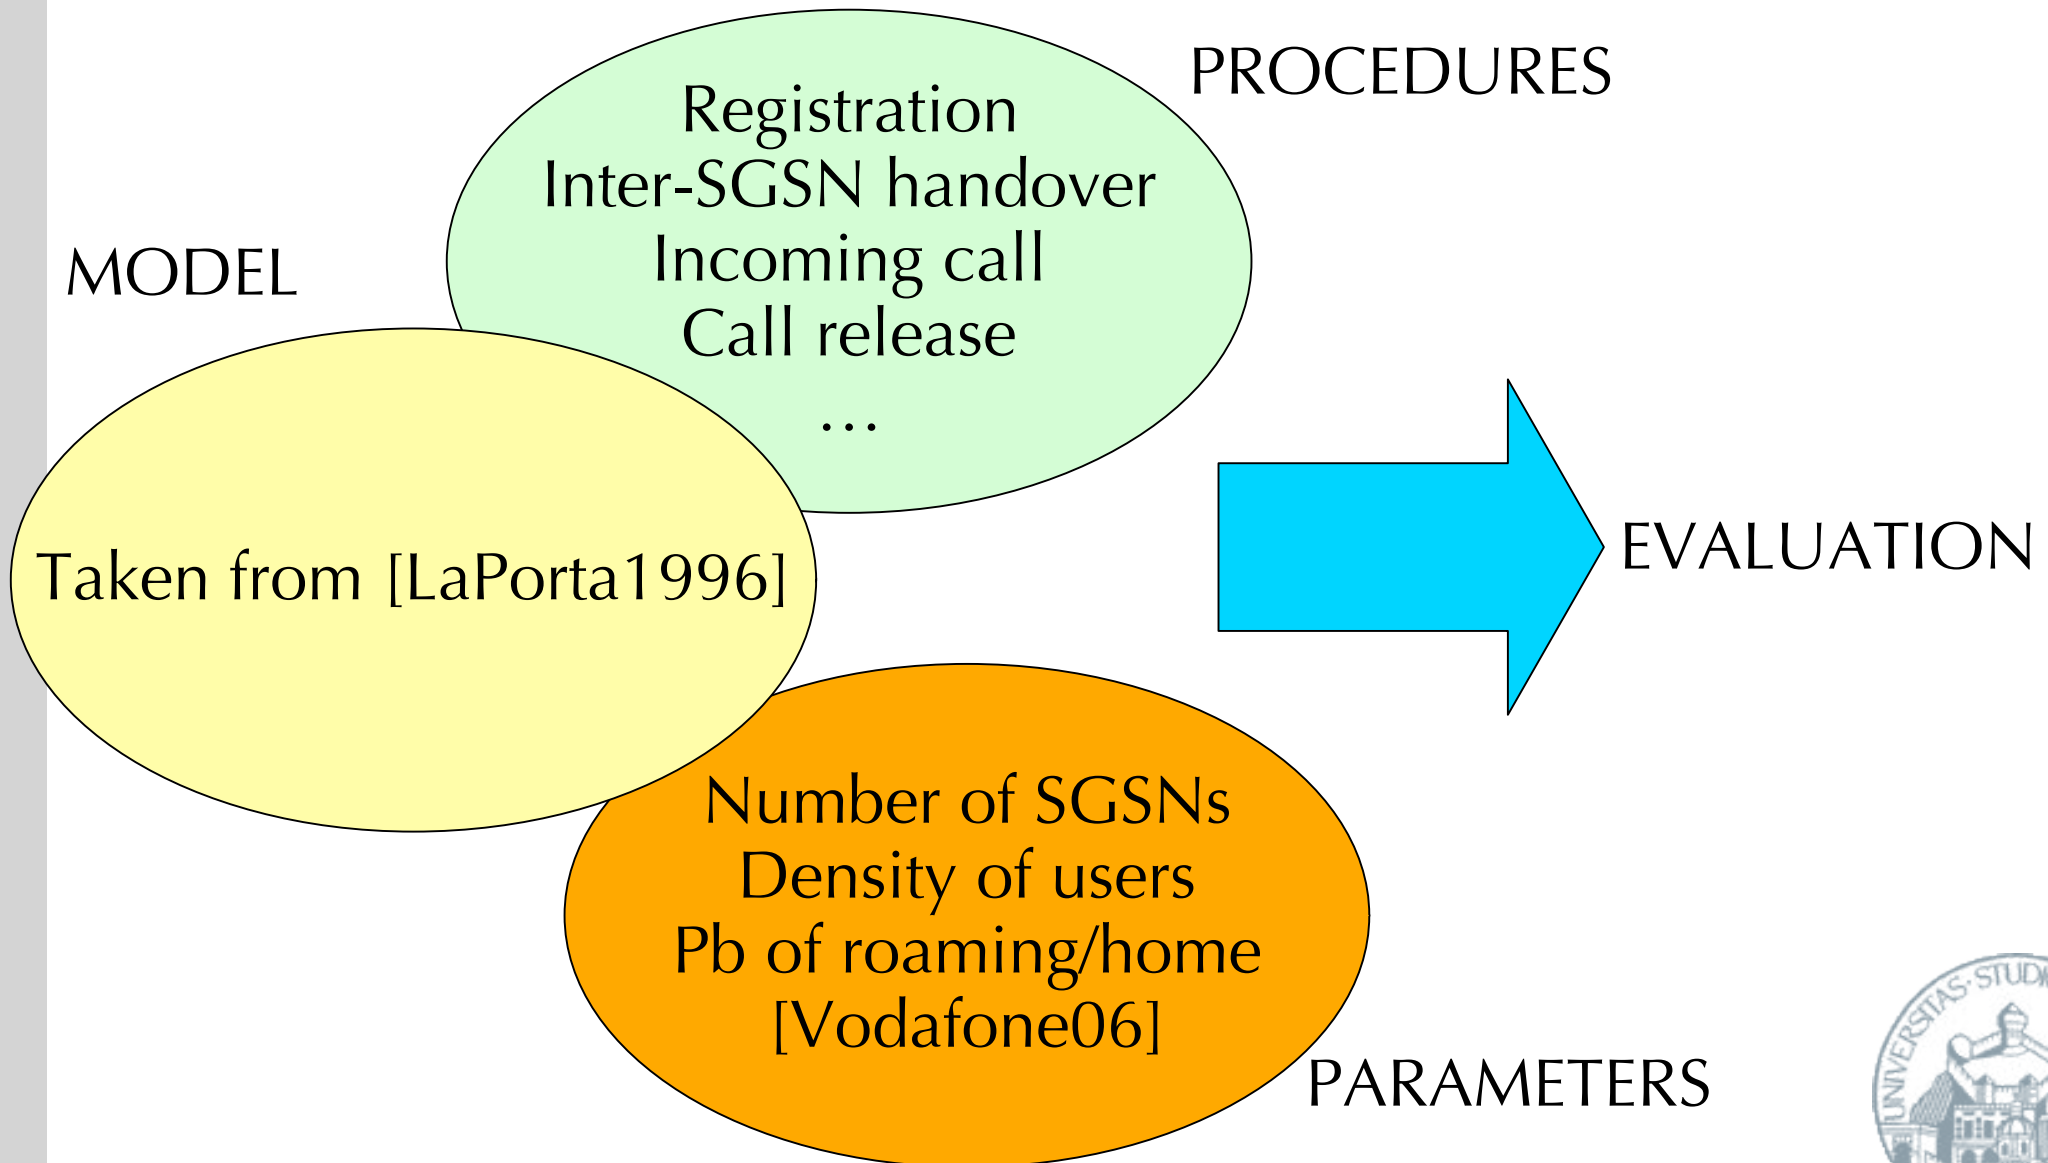 PROCEDURES
Registration
Inter-SGSN handover
Incoming call
Call release
…
MODEL
Taken from [LaPorta1996]
EVALUATION
Number of SGSNs
Density of users
Pb of roaming/home
[Vodafone06]
PARAMETERS